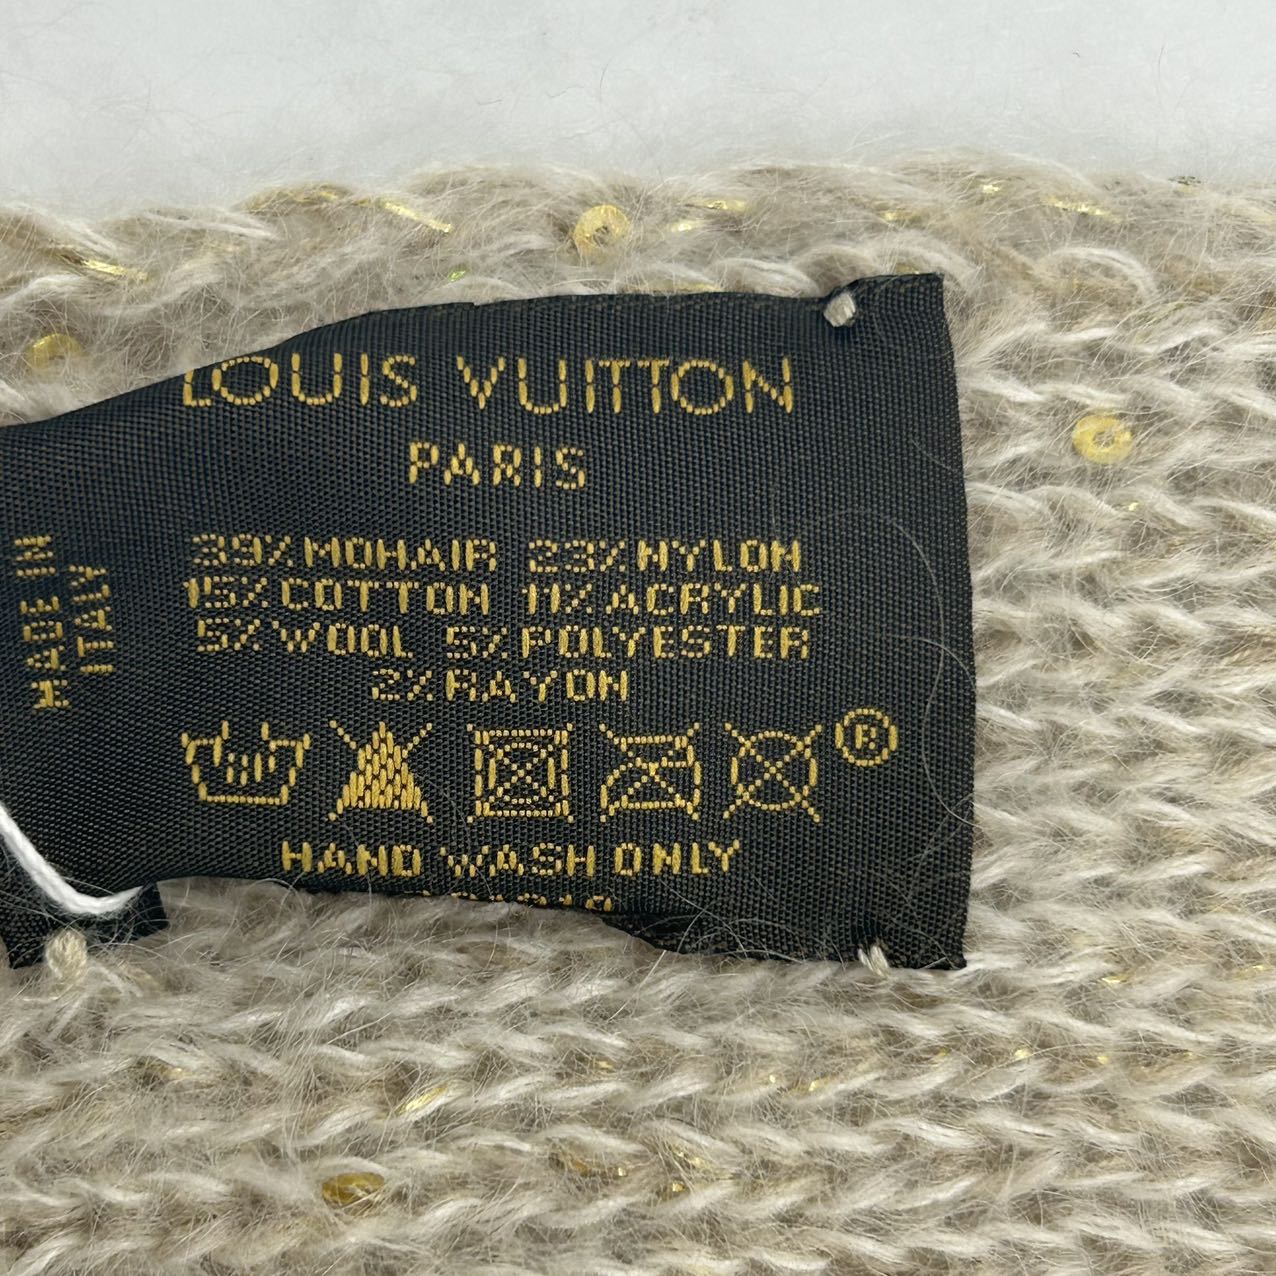 LOUIS VUITTON
PARIS
39% MOHAIR 23% NYLON
15% COTTON 11% ACRYLIC
5% WOOL 5% POLYESTER
2% RAYON
®
HAND WASH ONLY
MADE IN
ITALY